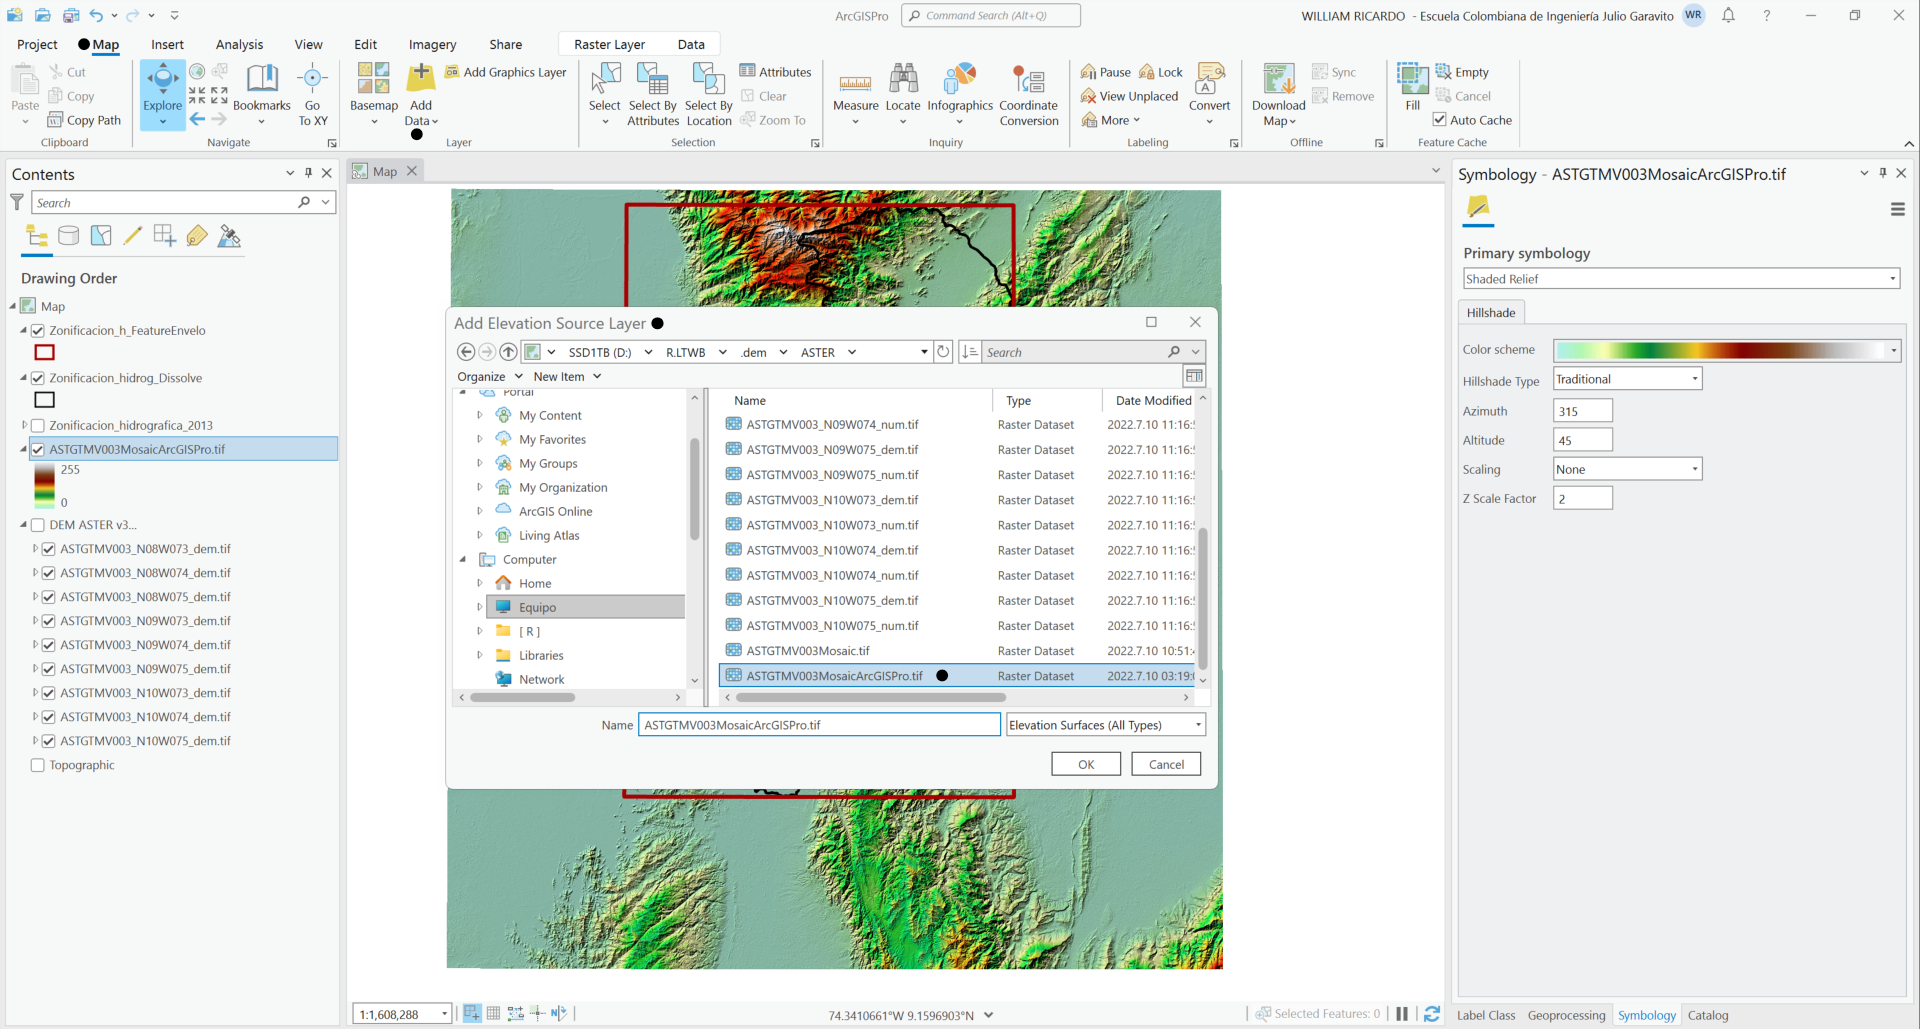 ArcGISPro
Command Search (Alt+Q)
WILLIAM RICARDO - Escuela Colombiana de Ingeniería Julio Garavito
WR
?
Project
Map
Insert
Analysis
View
Edit
Imagery
Share
Raster Layer
Data
Paste
Cut
Copy
Copy Path
Clipboard
Explore
Bookmarks
Go
To XY
Navigate
Basemap
Add
Data
Add Graphics Layer
Layer
Select
Select By
Attributes
Select By
Location
Attributes
Clear
Zoom To
Selection
Measure
Locate
Infographics
Coordinate
Conversion
Inquiry
Pause
Lock
View Unplaced
More
Convert
Labeling
Download
Map
Sync
Remove
Offline
Fill
Empty
Cancel
Auto Cache
Feature Cache
Contents
Search
Drawing Order
Map
Zonificacion_h_FeatureEnvelo
Zonificacion_hidrog_Dissolve
Zonificacion_hidrografica_2013
ASTGTMV003MosaicArcGISPro.tif
255
0
DEM ASTER v3...
ASTGTMV003_N08W073_dem.tif
ASTGTMV003_N08W074_dem.tif
ASTGTMV003_N08W075_dem.tif
ASTGTMV003_N09W073_dem.tif
ASTGTMV003_N09W074_dem.tif
ASTGTMV003_N09W075_dem.tif
ASTGTMV003_N10W073_dem.tif
ASTGTMV003_N10W074_dem.tif
ASTGTMV003_N10W075_dem.tif
Topographic
Map
Add Elevation Source Layer
SSD1TB (D:)
R.LTWB
.dem
ASTER
Search
Organize
New Item
Portal
My Content
My Favorites
My Groups
My Organization
ArcGIS Online
Living Atlas
Computer
Home
Equipo
[ R ]
Libraries
Network
Name Type Date Modified
ASTGTMV003_N09W074_num.tif Raster Dataset 2022.7.10 11:16:
ASTGTMV003_N09W075_dem.tif Raster Dataset 2022.7.10 11:16:
ASTGTMV003_N09W075_num.tif Raster Dataset 2022.7.10 11:16:
ASTGTMV003_N10W073_dem.tif Raster Dataset 2022.7.10 11:16:
ASTGTMV003_N10W073_num.tif Raster Dataset 2022.7.10 11:16:
ASTGTMV003_N10W074_dem.tif Raster Dataset 2022.7.10 11:16:
ASTGTMV003_N10W074_num.tif Raster Dataset 2022.7.10 11:16:
ASTGTMV003_N10W075_dem.tif Raster Dataset 2022.7.10 11:16:
ASTGTMV003_N10W075_num.tif Raster Dataset 2022.7.10 11:16:
ASTGTMV003Mosaic.tif Raster Dataset 2022.7.10 10:51:
ASTGTMV003MosaicArcGISPro.tif Raster Dataset 2022.7.10 03:19:
Name ASTGTMV003MosaicArcGISPro.tif Elevation Surfaces (All Types)
OK
Cancel
1:1,608,288
74.3410661°W 9.1596903°N
Selected Features: 0
Symbology - ASTGTMV003MosaicArcGISPro.tif
Primary symbology
Shaded Relief
Hillshade
Color scheme
Hillshade Type Traditional
Azimuth 315
Altitude 45
Scaling None
Z Scale Factor 2
Label Class
Geoprocessing
Symbology
Catalog